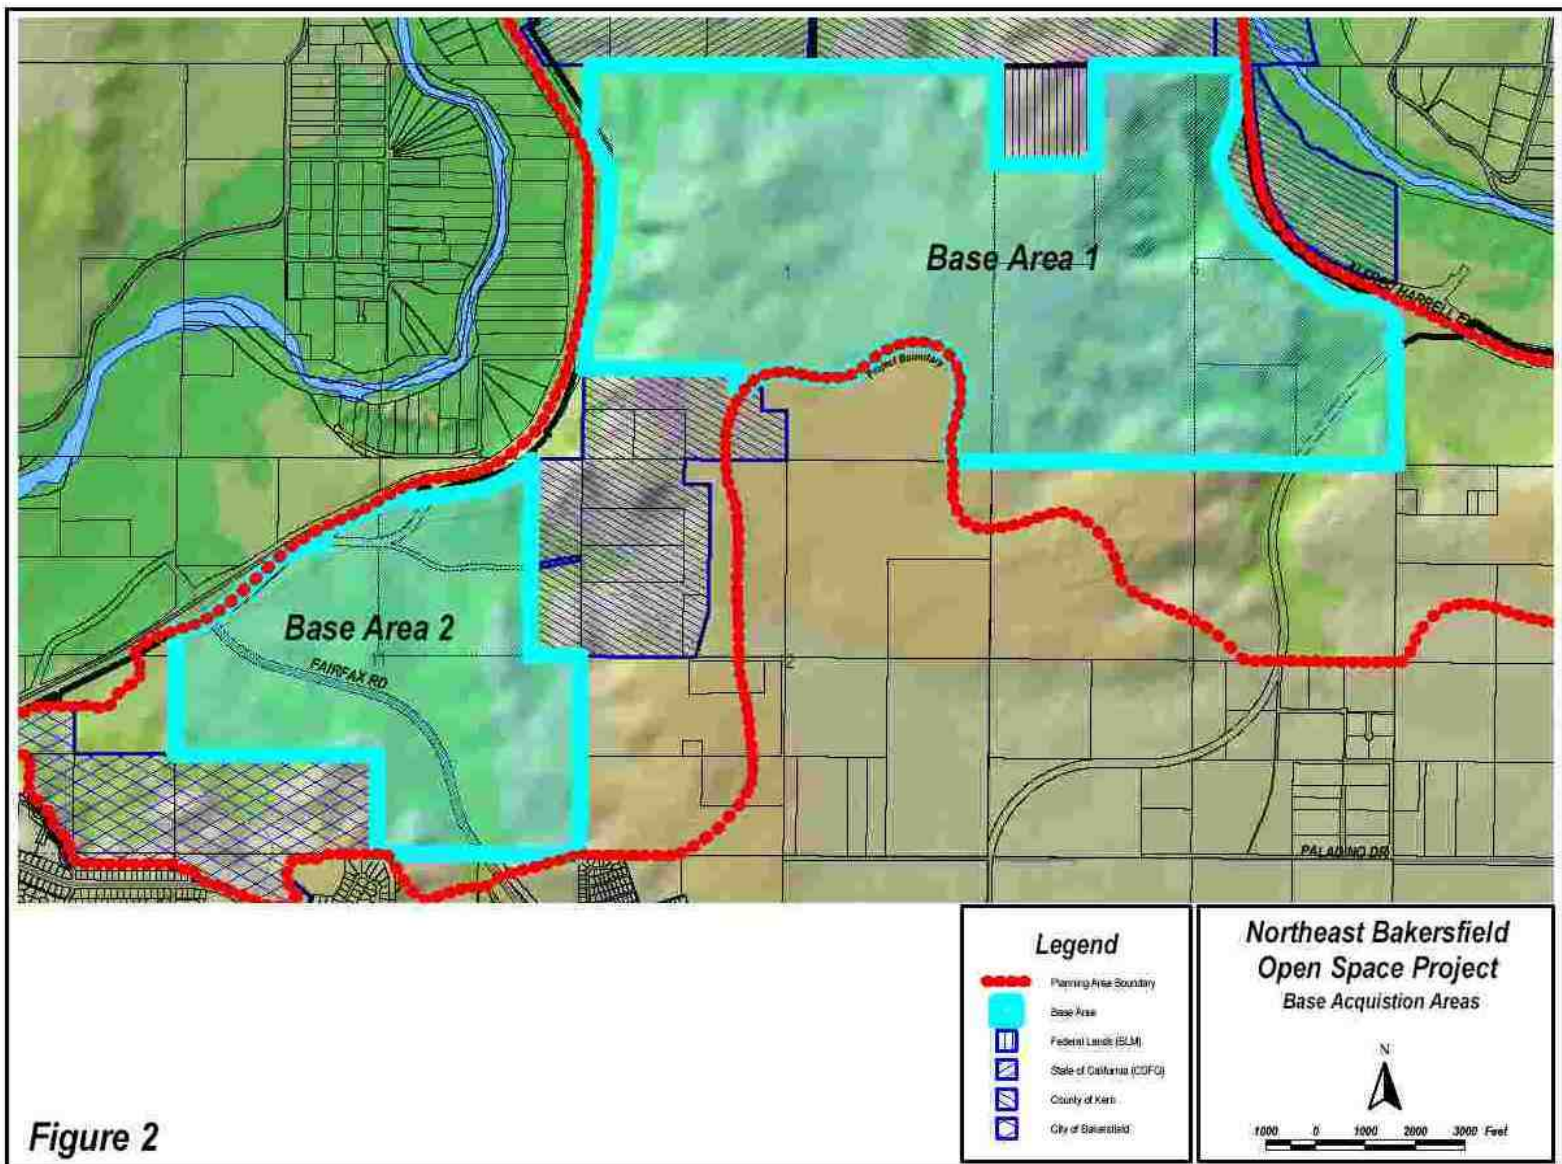 Base Area 1
ALFRED HARRELL
Project Boundary
Base Area 2
FAIRFAX RD
PALADINO DR
Legend
Planning Area Boundary
Base Area
Federal Lands (BLM)
State of California (CDFG)
County of Kern
City of Bakersfield
Northeast Bakersfield
Open Space Project
Base Acquistion Areas
N
1000 0 1000 2000 3000 Feet
Figure 2